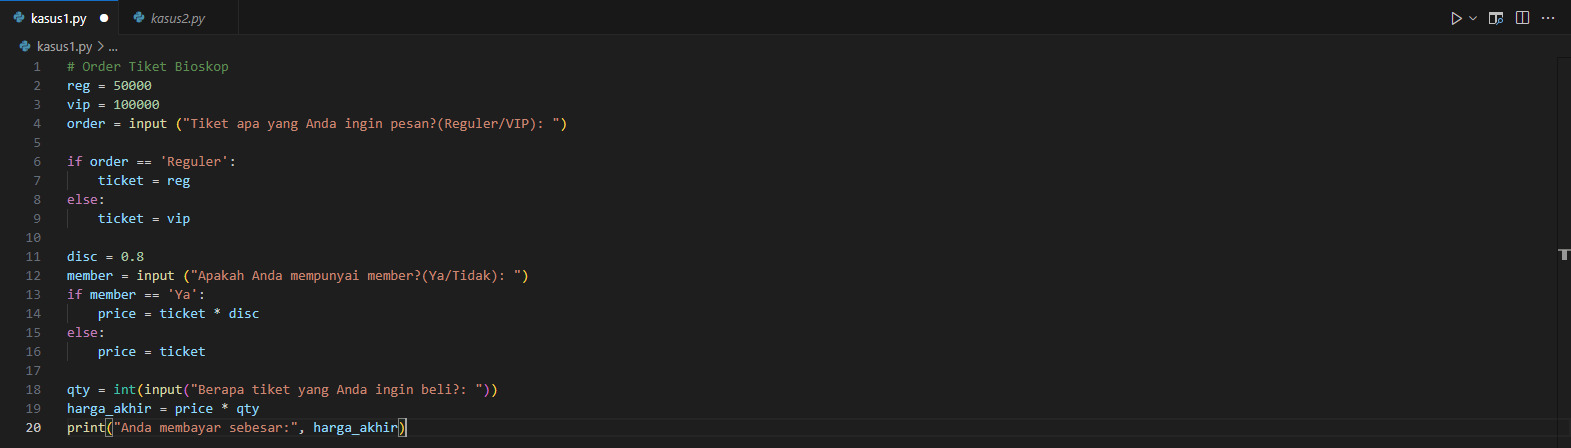 kasus1.py kasus2.py
kasus1.py > ...
1 # Order Tiket Bioskop
2 reg = 50000
3 vip = 100000
4 order = input ("Tiket apa yang Anda ingin pesan?(Reguler/VIP): ")
5
6 if order == 'Reguler':
7     ticket = reg
8 else:
9     ticket = vip
10
11 disc = 0.8
12 member = input ("Apakah Anda mempunyai member?(Ya/Tidak): ")
13 if member == 'Ya':
14     price = ticket * disc
15 else:
16     price = ticket
17
18 qty = int(input("Berapa tiket yang Anda ingin beli?: "))
19 harga_akhir = price * qty
20 print("Anda membayar sebesar:", harga_akhir)